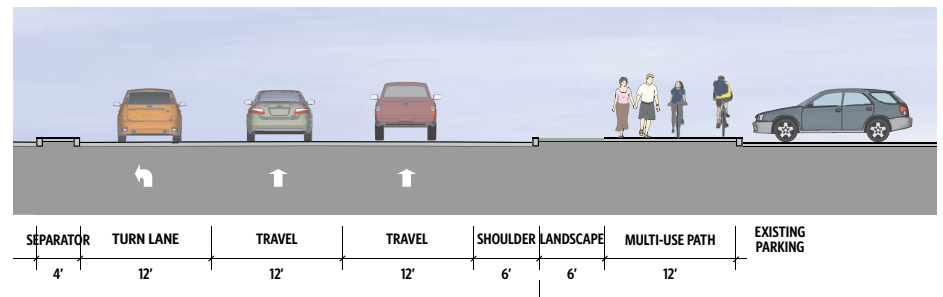 SEPARATOR TURN LANE TRAVEL TRAVEL SHOULDER LANDSCAPE MULTI-USE PATH EXISTING
PARKING
4' 12' 12' 12' 6' 6' 12'